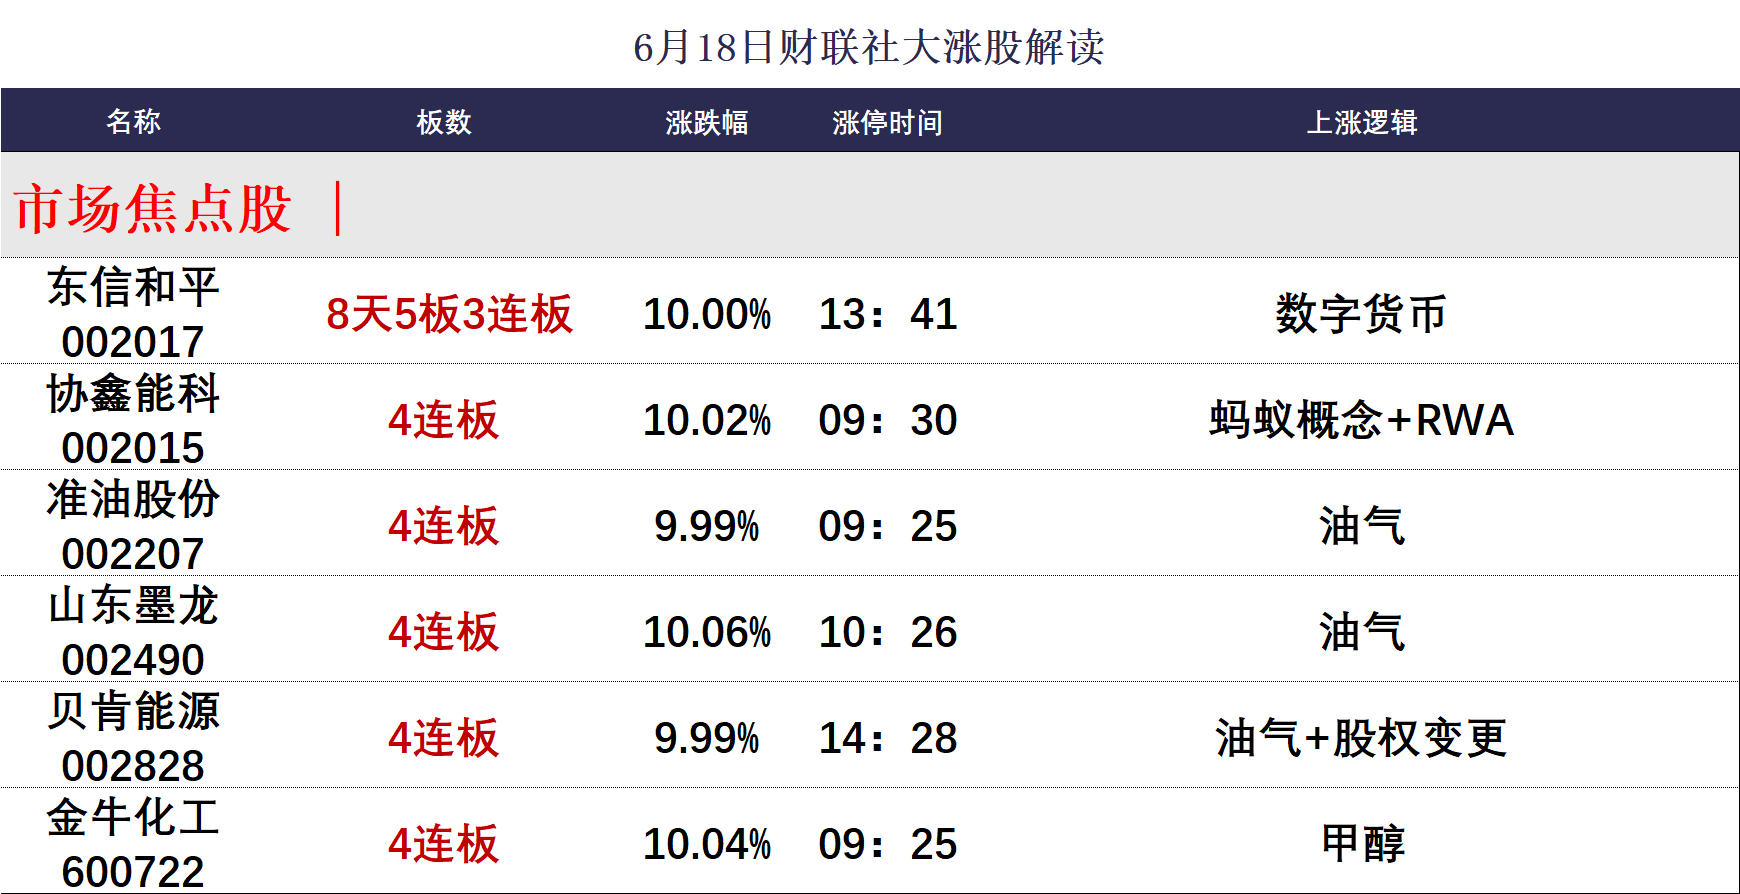 6月18日财联社大涨股解读
名称 板数 涨跌幅 涨停时间 上涨逻辑
市场焦点股 |
东信和平
002017 8天5板3连板 10.00% 13：41 数字货币
协鑫能科
002015 4连板 10.02% 09：30 蚂蚁概念+RWA
准油股份
002207 4连板 9.99% 09：25 油气
山东墨龙
002490 4连板 10.06% 10：26 油气
贝肯能源
002828 4连板 9.99% 14：28 油气+股权变更
金牛化工
600722 4连板 10.04% 09：25 甲醇